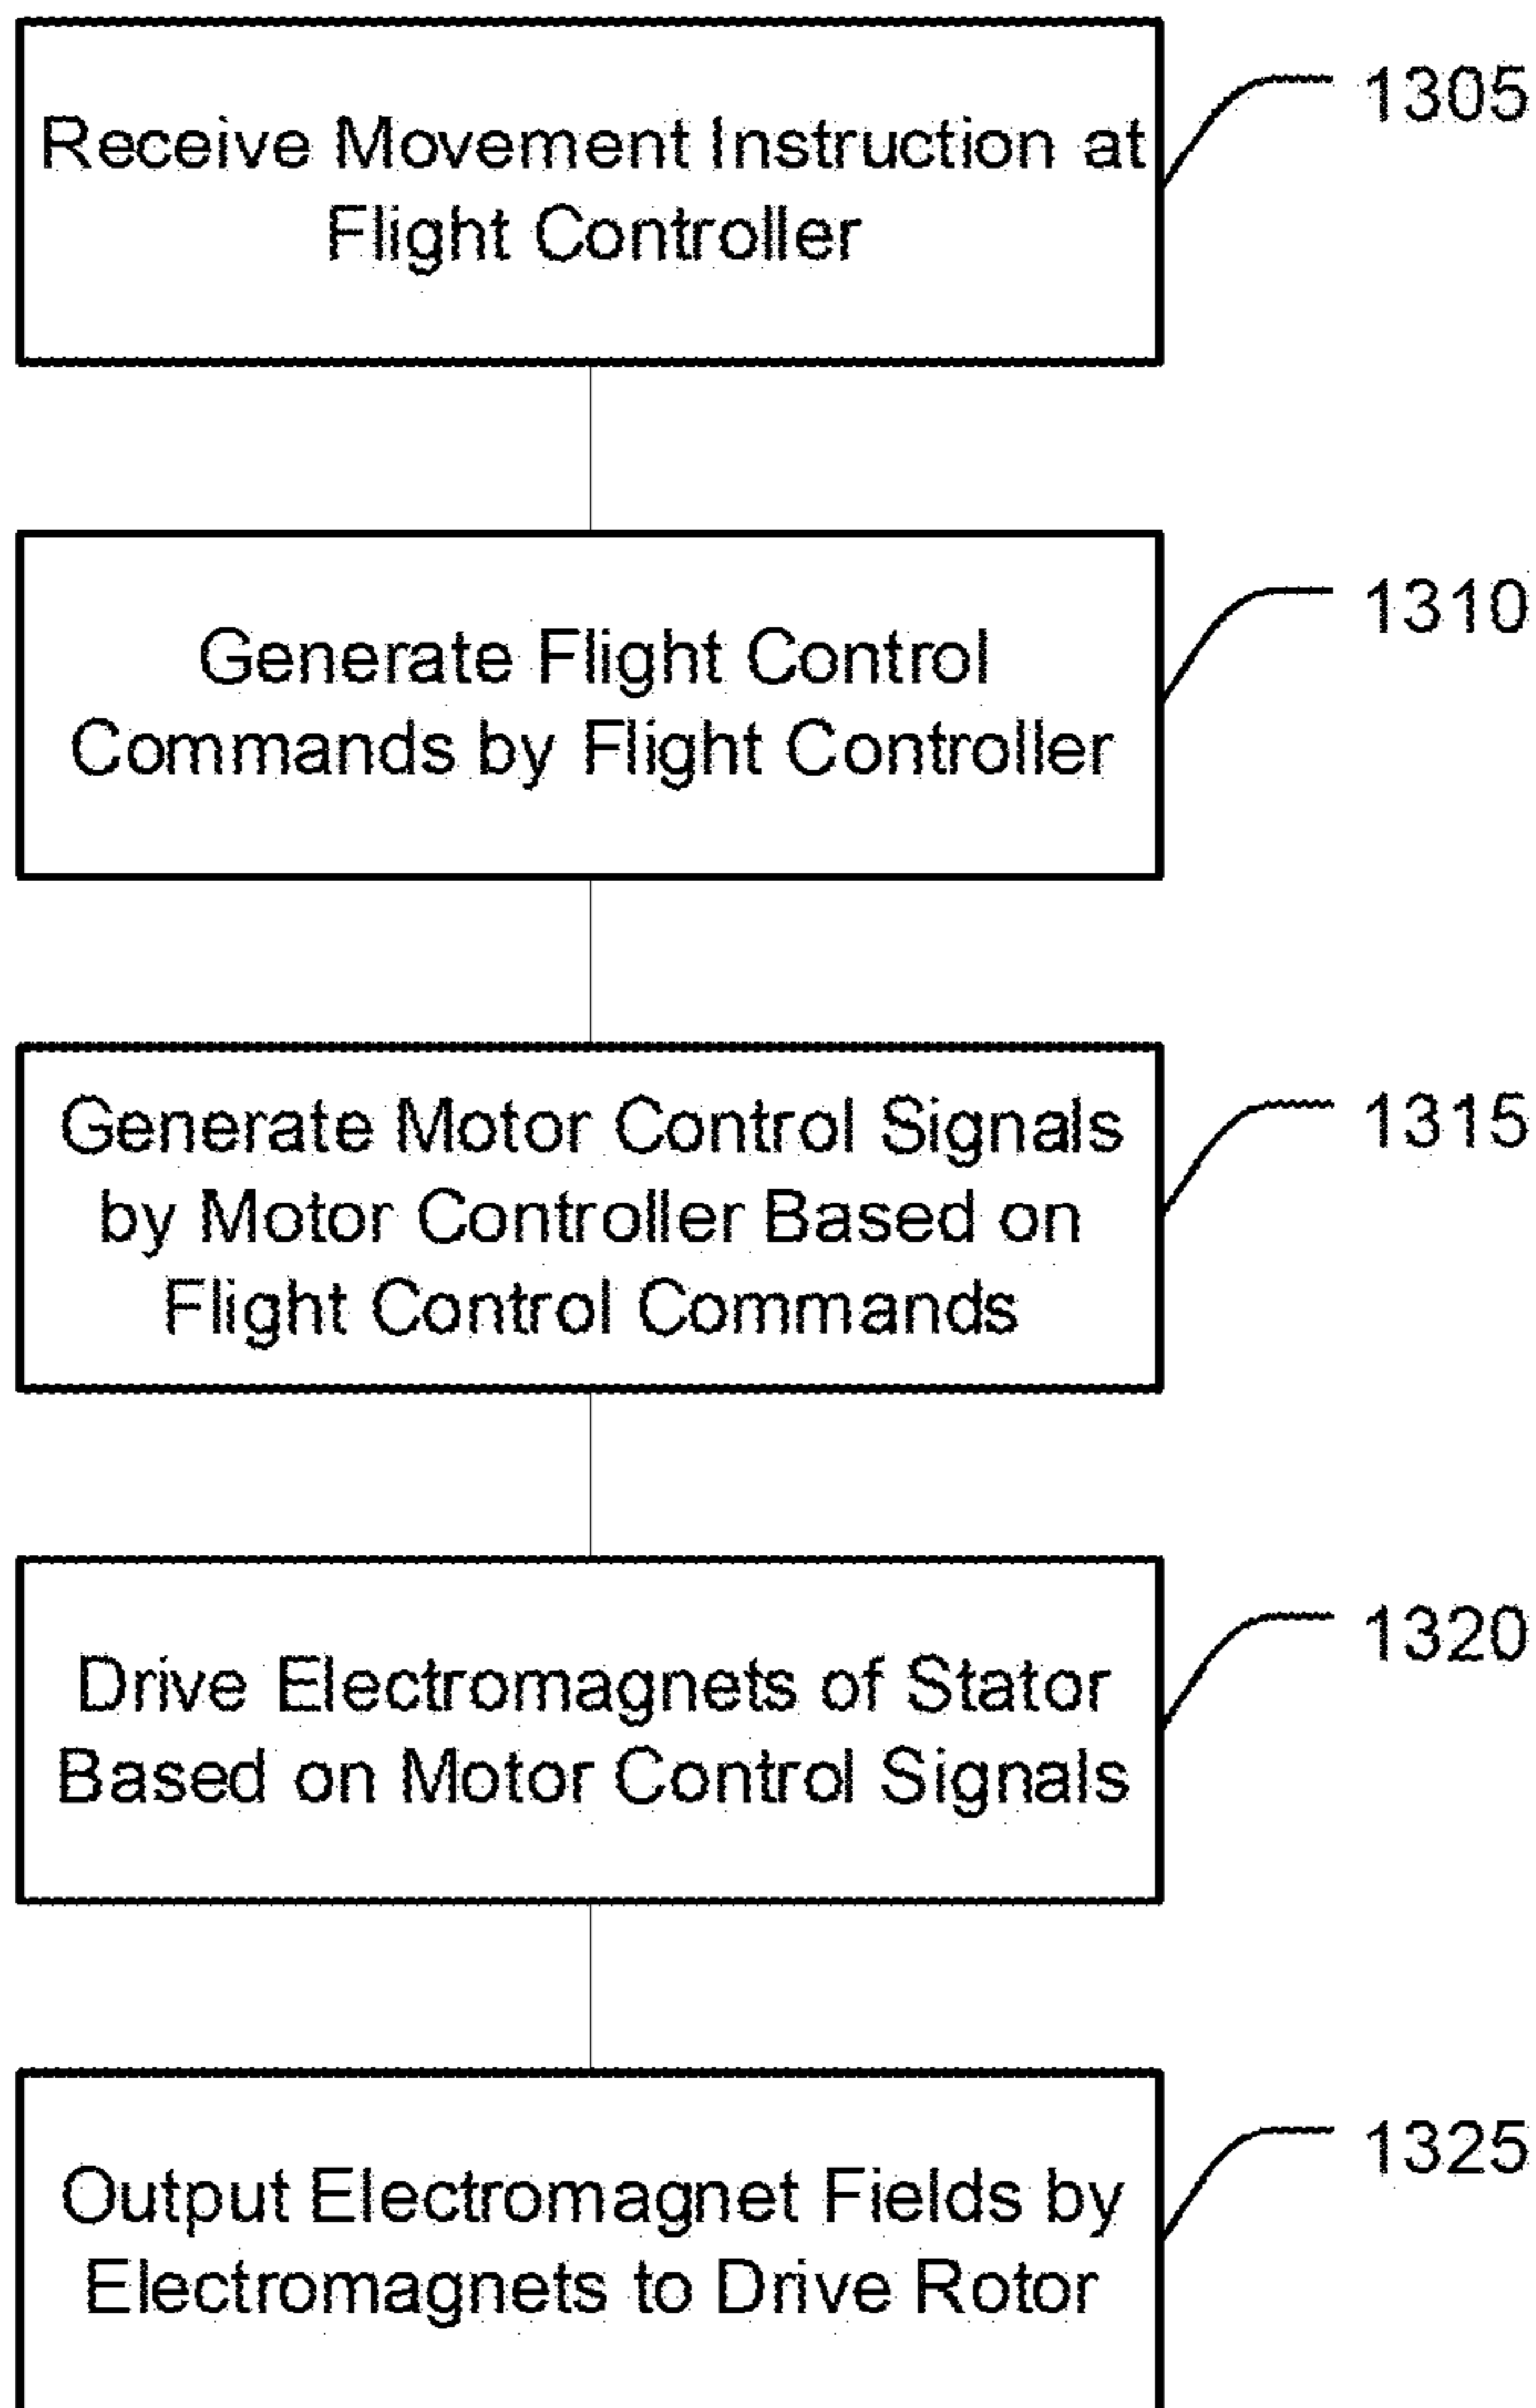 Receive Movement Instruction at
Flight Controller
1305
Generate Flight Control
Commands by Flight Controller
1310
Generate Motor Control Signals
by Motor Controller Based on
Flight Control Commands
1315
Drive Electromagnets of Stator
Based on Motor Control Signals
1320
Output Electromagnet Fields by
Electromagnets to Drive Rotor
1325